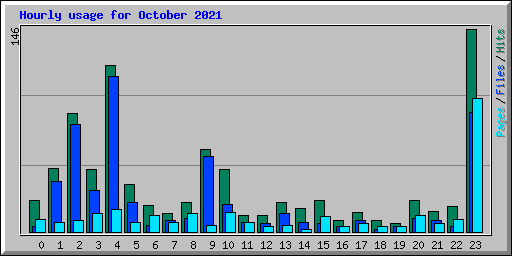 Hourly usage for October 2021
146
Pages / Files / Hits
0 1 2 3 4 5 6 7 8 9 10 11 12 13 14 15 16 17 18 19 20 21 22 23